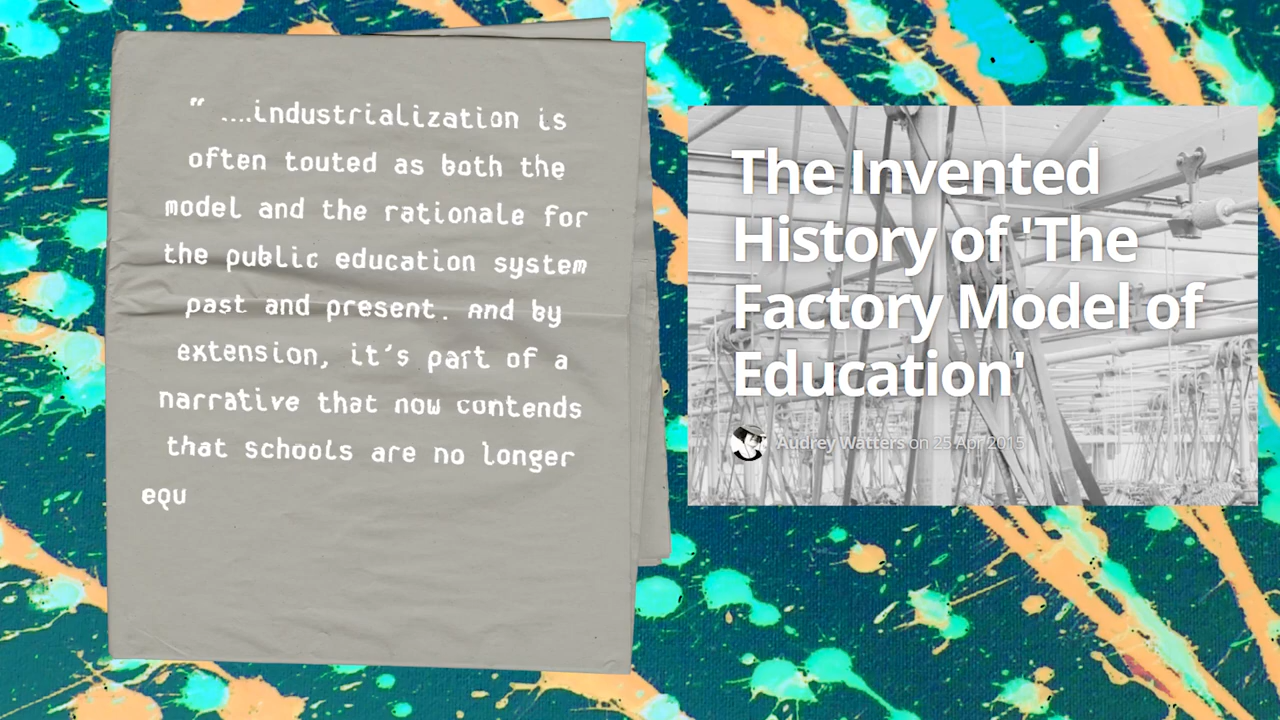 “ ....industrialization is
often touted as both the
model and the rationale for
the public education system
past and present. And by
extension, it's part of a
narrative that now contends
that schools are no longer
equ
The Invented
History of 'The
Factory Model of
Education'
Audrey Watters on 25 Apr 2015